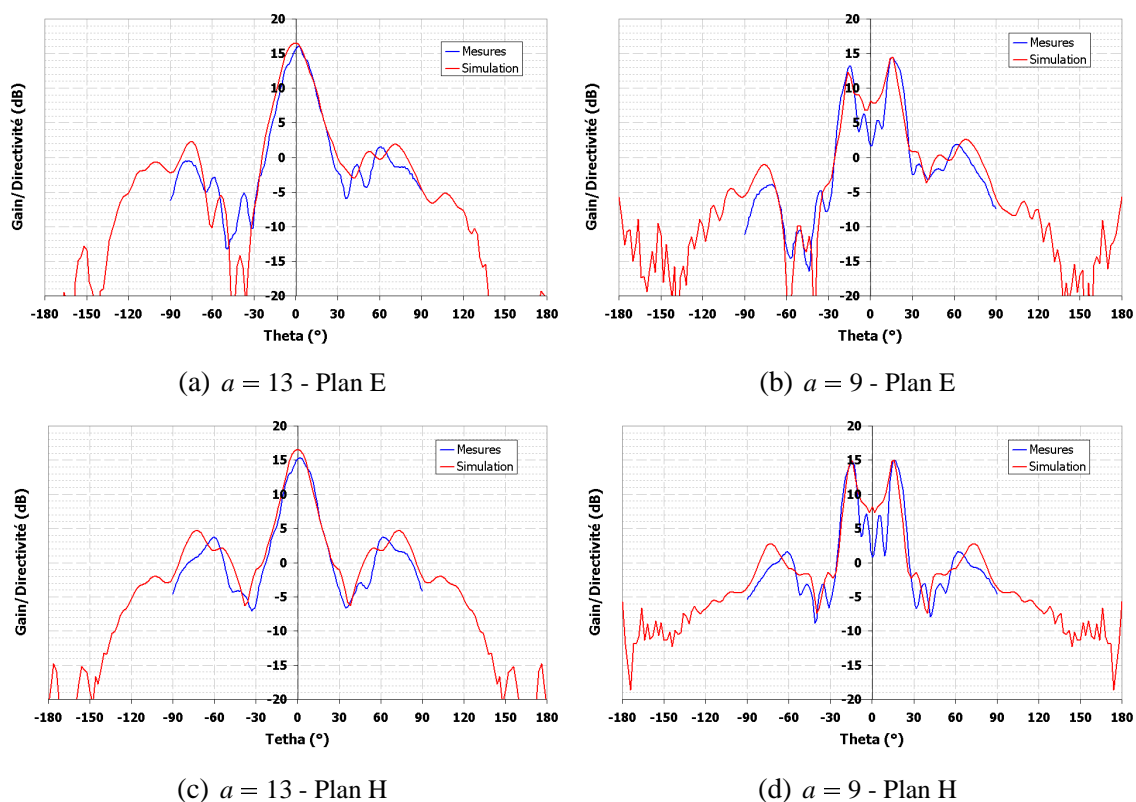 20
15
10
5
0
-5
-10
-15
-20
Gain/Directivité (dB)
Mesures
Simulation
-180 -150 -120 -90 -60 -30 0 30 60 90 120 150 180
Theta (°)
(a) a = 13 - Plan E
20
15
10
5
0
-5
-10
-15
-20
Gain/Directivité (dB)
Mesures
Simulation
-180 -150 -120 -90 -60 -30 0 30 60 90 120 150 180
Theta (°)
(b) a = 9 - Plan E
20
15
10
5
0
-5
-10
-15
-20
Gain/Directivité (dB)
Mesures
Simulation
-180 -150 -120 -90 -60 -30 0 30 60 90 120 150 180
Tetha (°)
(c) a = 13 - Plan H
20
15
10
5
0
-5
-10
-15
-20
Gain/Directivité (dB)
Mesures
Simulation
-180 -150 -120 -90 -60 -30 0 30 60 90 120 150 180
Theta (°)
(d) a = 9 - Plan H